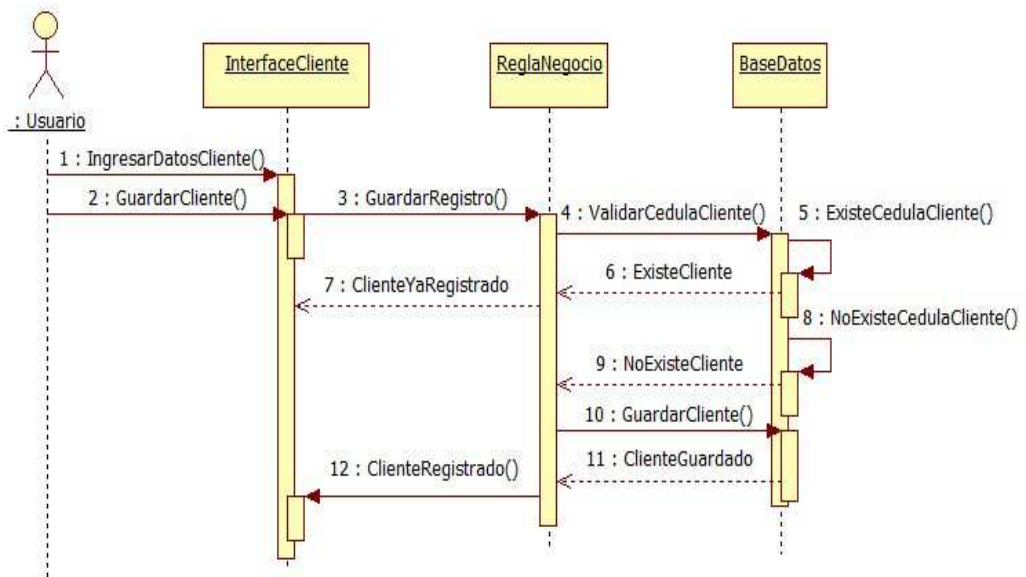 InterfaceCliente
ReglaNegocio
BaseDatos
: Usuario
1 : IngresarDatosCliente()
2 : GuardarCliente()
3 : GuardarRegistro()
4 : ValidarCedulaCliente()
5 : ExisteCedulaCliente()
6 : ExisteCliente
7 : ClienteYaRegistrado
8 : NoExisteCedulaCliente()
9 : NoExisteCliente
10 : GuardarCliente()
11 : ClienteGuardado
12 : ClienteRegistrado()